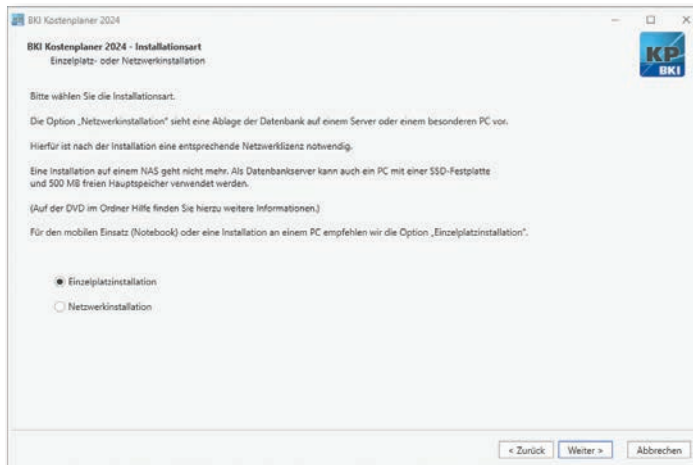 BKI Kostenplaner 2024
BKI Kostenplaner 2024 - Installationsart
Einzelplatz- oder Netzwerkinstallation
KP
BKI
Bitte wählen Sie die Installationsart.
Die Option „Netzwerkinstallation" sieht eine Ablage der Datenbank auf einem Server oder einem besonderen PC vor.
Hierfür ist nach der Installation eine entsprechende Netzwerklizenz notwendig.
Eine Installation auf einem NAS geht nicht mehr. Als Datenbankserver kann auch ein PC mit einer SSD-Festplatte
und 500 MB freien Hauptspeicher verwendet werden.
(Auf der DVD im Ordner Hilfe finden Sie hierzu weitere Informationen.)
Für den mobilen Einsatz (Notebook) oder eine Installation an einem PC empfehlen wir die Option „Einzelplatzinstallation".
Einzelplatzinstallation
Netzwerkinstallation
< Zurück Weiter > Abbrechen